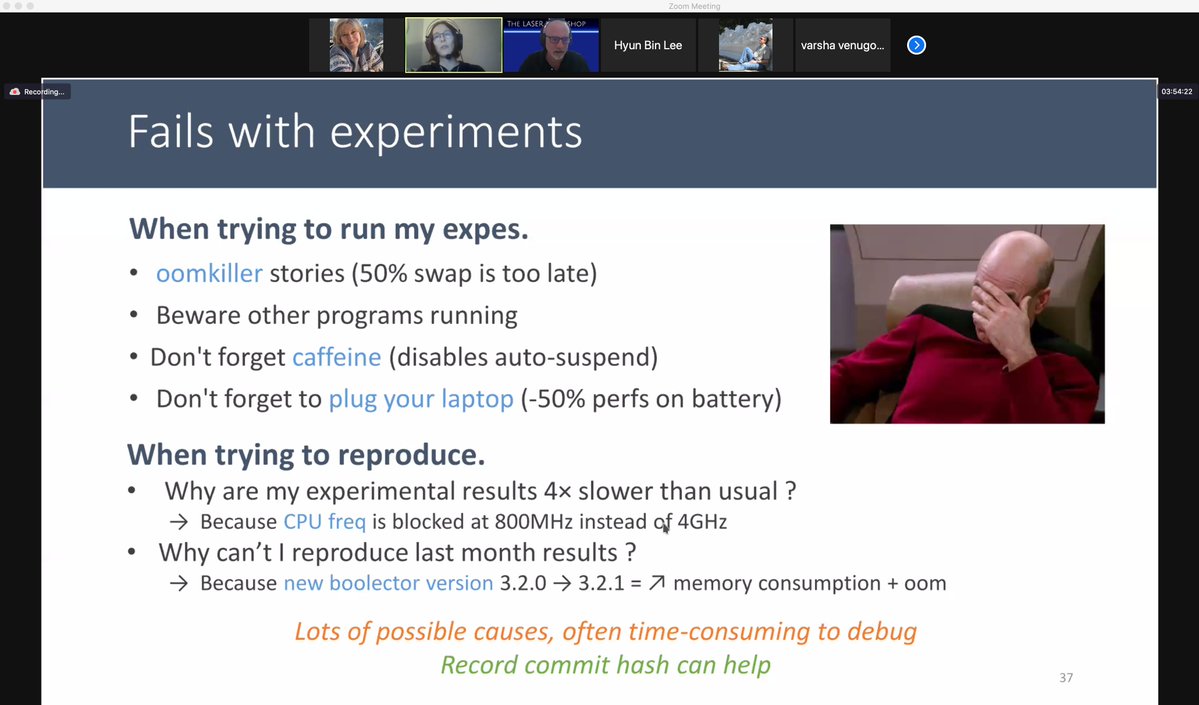 Zoom Meeting
THE LASER WORKSHOP
Hyun Bin Lee
varsha venugo...
Recording...
03:54:22
Fails with experiments
When trying to run my expes.
• oomkiller stories (50% swap is too late)
• Beware other programs running
• Don't forget caffeine (disables auto-suspend)
• Don't forget to plug your laptop (-50% perfs on battery)
When trying to reproduce.
• Why are my experimental results 4× slower than usual ?
→ Because CPU freq is blocked at 800MHz instead of 4GHz
• Why can’t I reproduce last month results ?
→ Because new boolector version 3.2.0 → 3.2.1 = ↗ memory consumption + oom
Lots of possible causes, often time-consuming to debug
Record commit hash can help
37